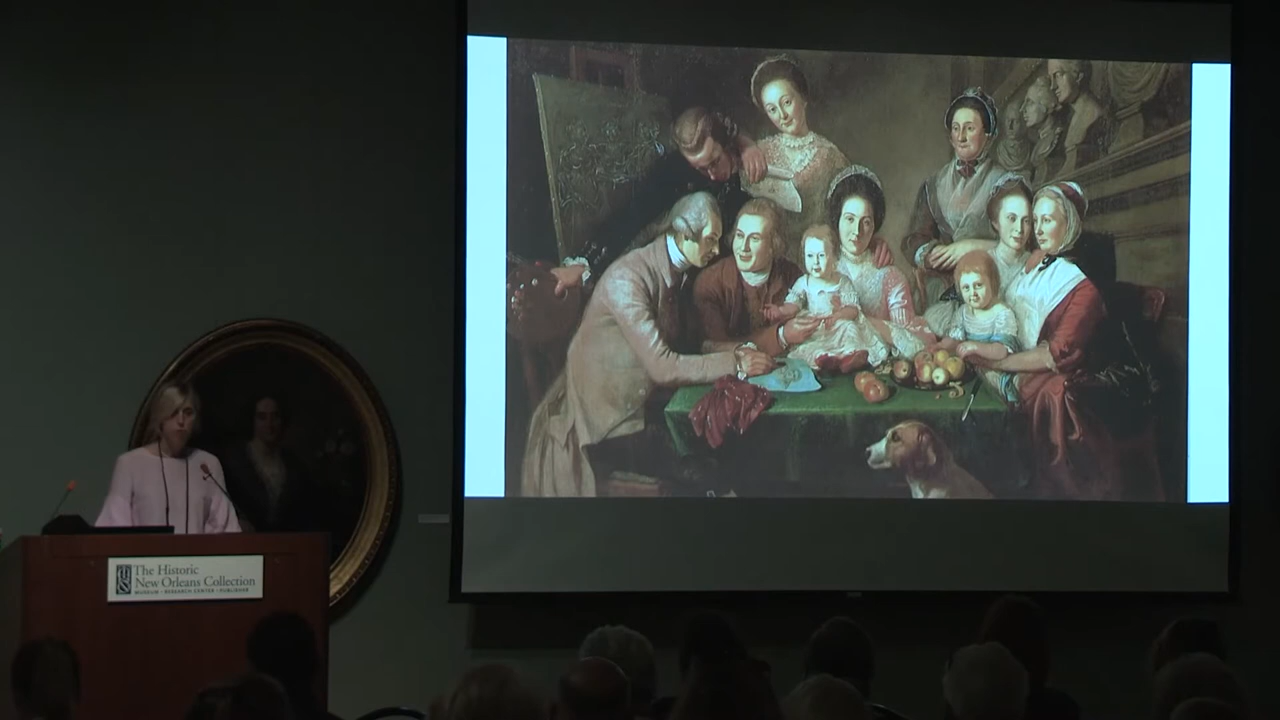 The Historic
New Orleans Collection
MUSEUM • RESEARCH CENTER • PUBLISHER